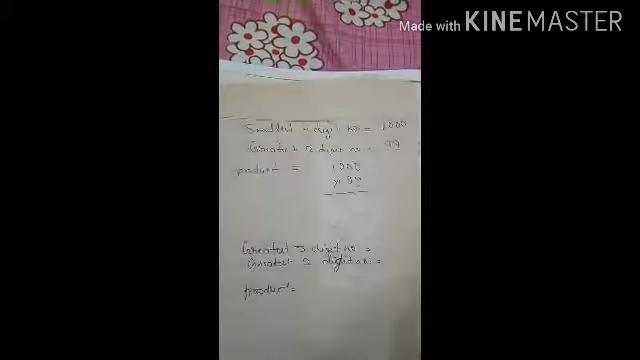 Made with KINEMASTER
Smallest 4 digit no = 1000
Greatest 2 digit no = 99
product = 1000
x 99
Greatest 3 digit no =
Greatest 2 digit no =
product =